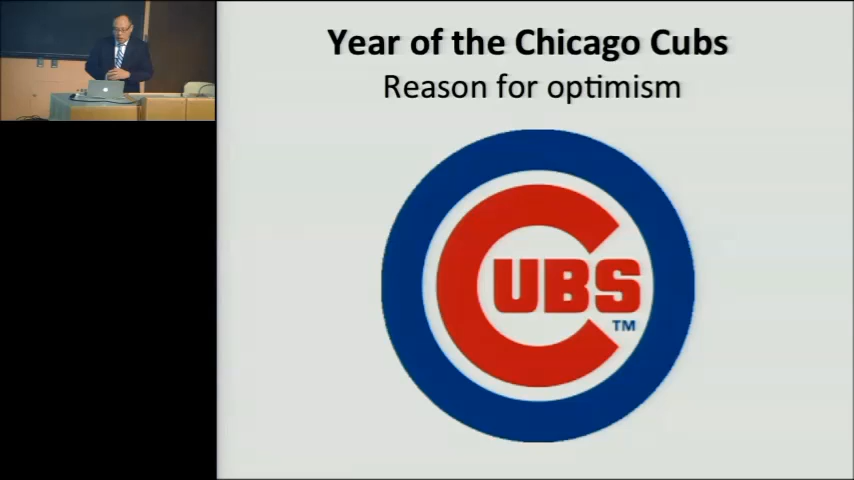 Year of the Chicago Cubs
Reason for optimism
CUBS
TM